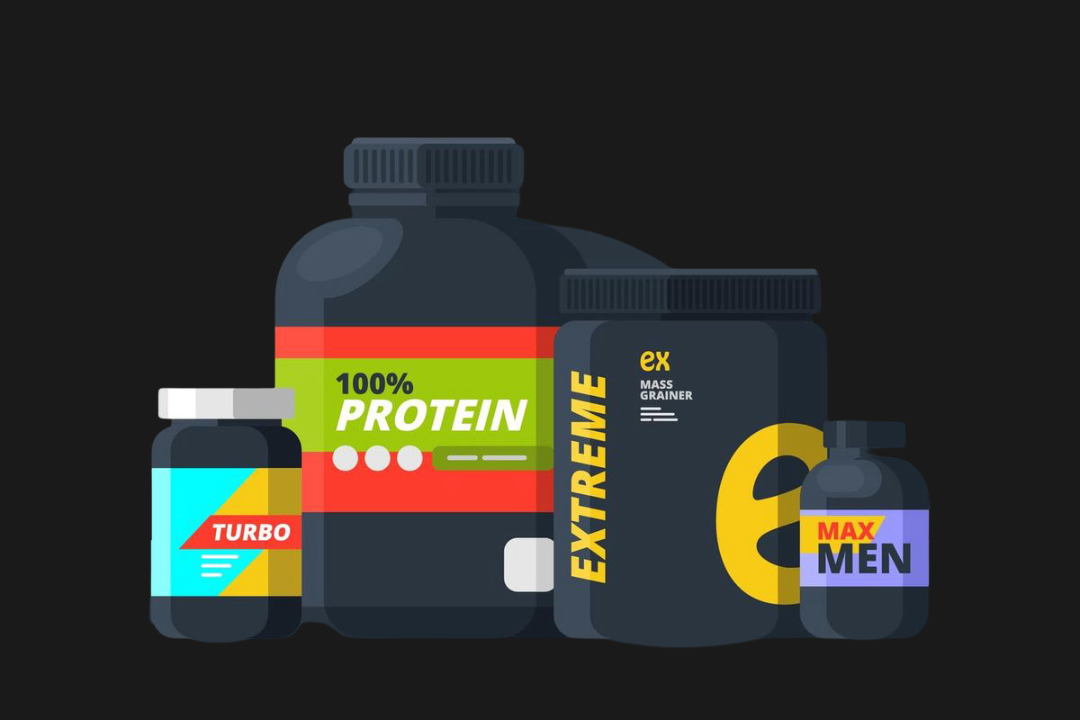 100%
PROTEIN
TURBO
EXTREME
ex
MASS
GRAINER
e
MAX
MEN